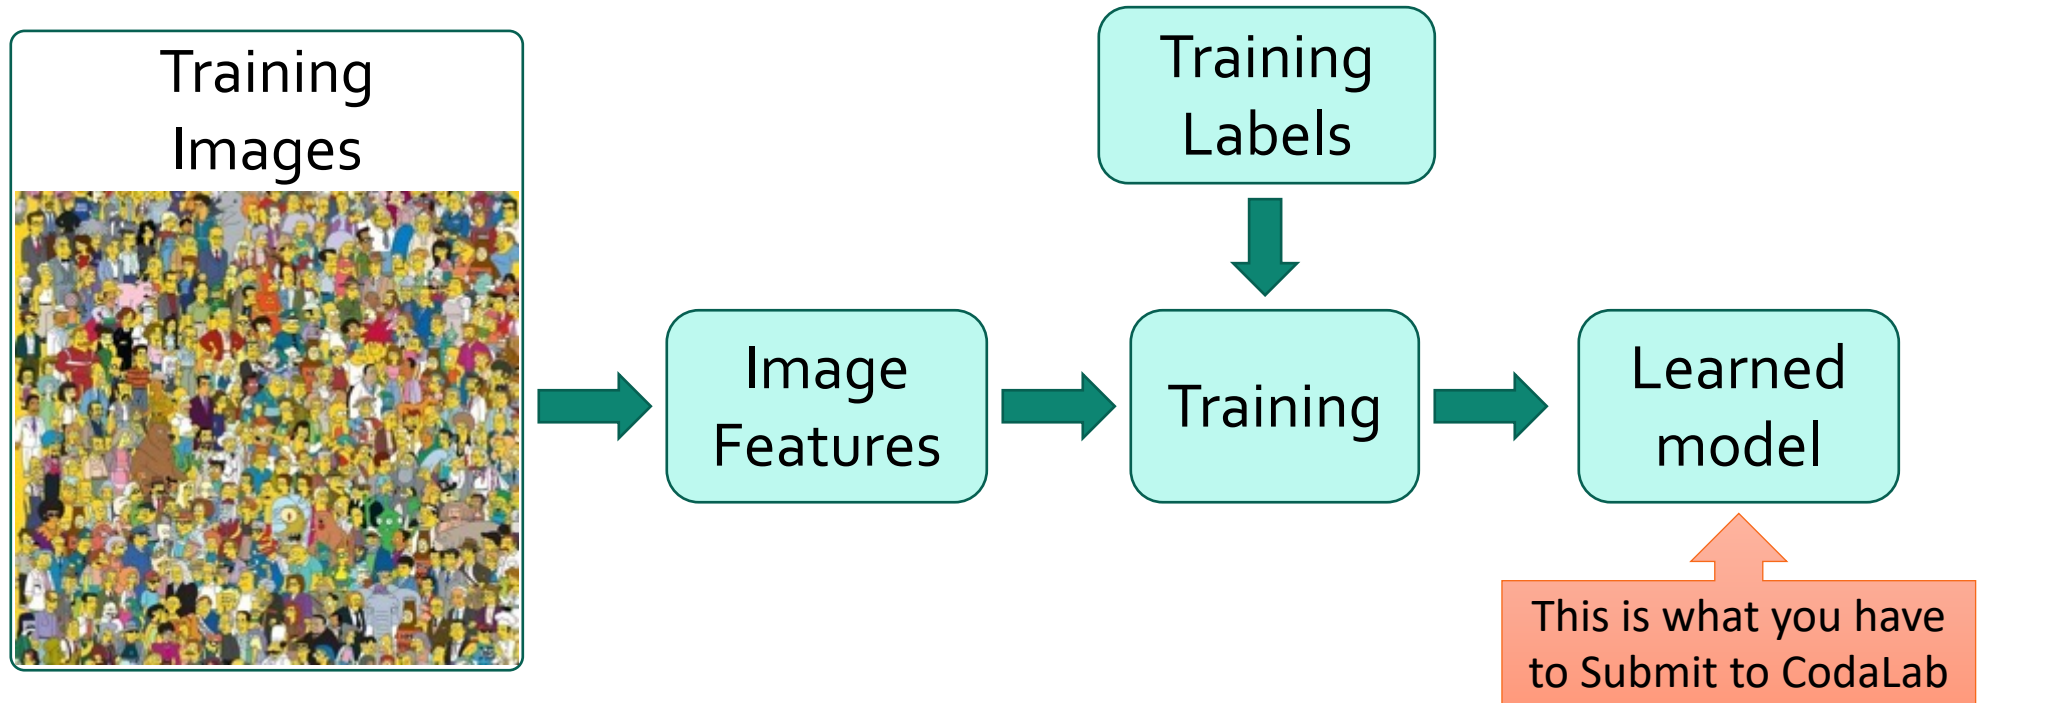 Training
Images
Training
Labels
Image
Features
Training
Learned
model
This is what you have
to Submit to CodaLab